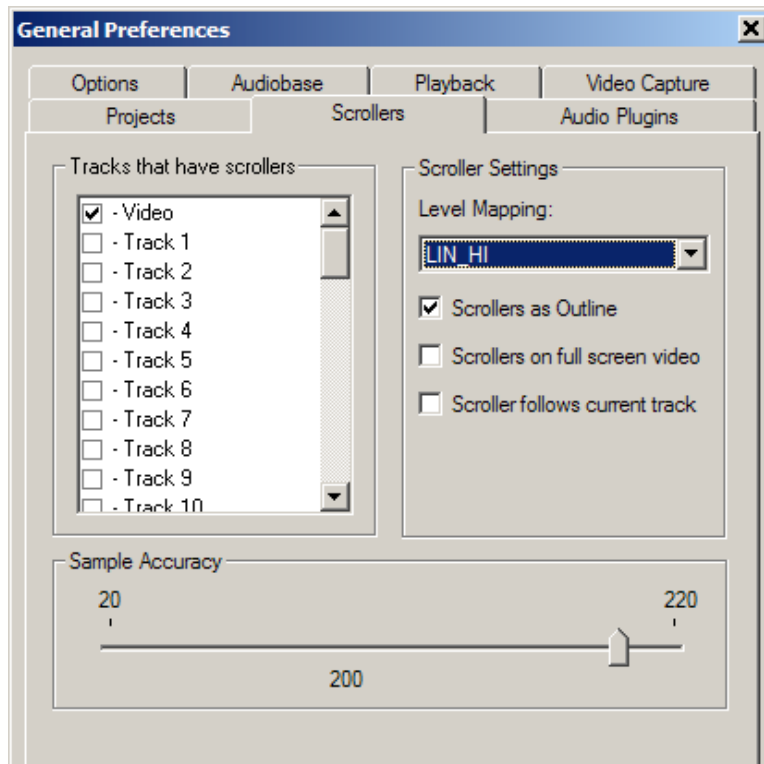 General Preferences
Options
Audiobase
Playback
Video Capture
Projects
Scrollers
Audio Plugins
Tracks that have scrollers
- Video
- Track 1
- Track 2
- Track 3
- Track 4
- Track 5
- Track 6
- Track 7
- Track 8
- Track 9
- Track 10
Scroller Settings
Level Mapping:
LIN_HI
Scrollers as Outline
Scrollers on full screen video
Scroller follows current track
Sample Accuracy
20
220
200